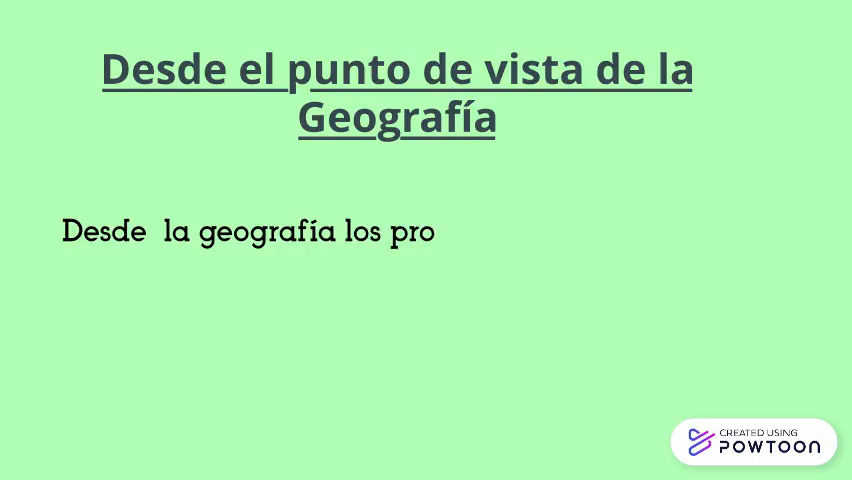 Desde el punto de vista de la
Geografía
Desde la geografía los pro
CREATED USING
POWTOON